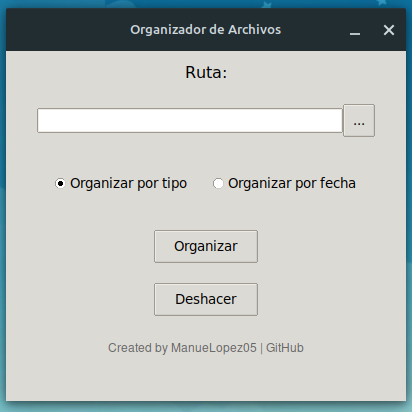 Organizador de Archivos
Ruta:
...
Organizar por tipo Organizar por fecha
Organizar
Deshacer
Created by ManueLopez05 | GitHub